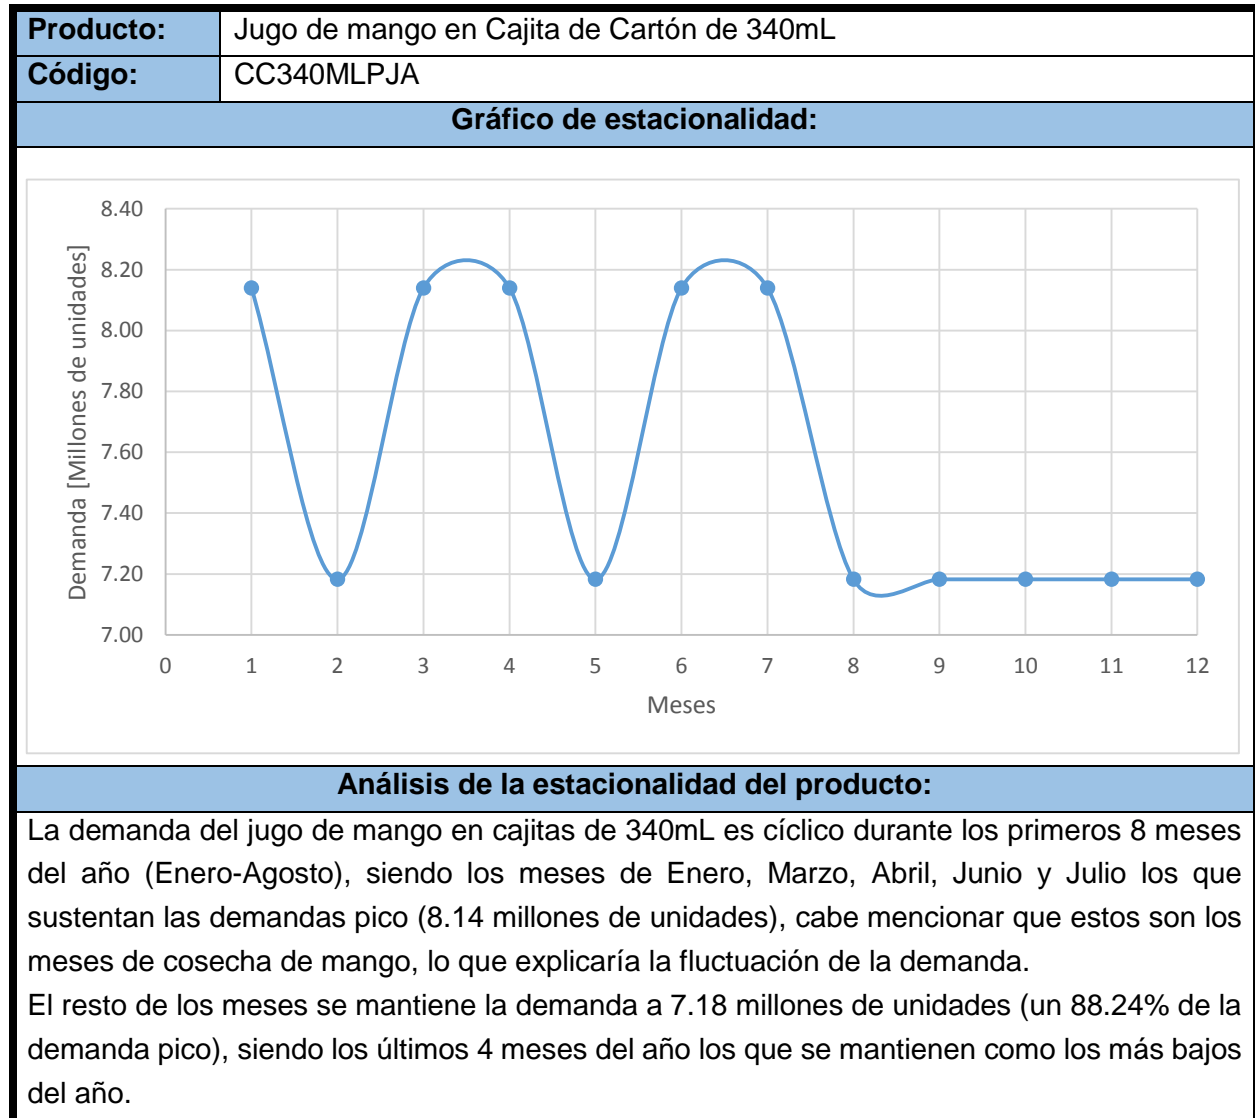 Producto: Jugo de mango en Cajita de Cartón de 340mL
Código: CC340MLPJA
Gráfico de estacionalidad:
Demanda [Millones de unidades]
8.40
8.20
8.00
7.80
7.60
7.40
7.20
7.00
0 1 2 3 4 5 6 7 8 9 10 11 12
Meses
Análisis de la estacionalidad del producto:
La demanda del jugo de mango en cajitas de 340mL es cíclico durante los primeros 8 meses
del año (Enero-Agosto), siendo los meses de Enero, Marzo, Abril, Junio y Julio los que
sustentan las demandas pico (8.14 millones de unidades), cabe mencionar que estos son los
meses de cosecha de mango, lo que explicaría la fluctuación de la demanda.
El resto de los meses se mantiene la demanda a 7.18 millones de unidades (un 88.24% de la
demanda pico), siendo los últimos 4 meses del año los que se mantienen como los más bajos
del año.